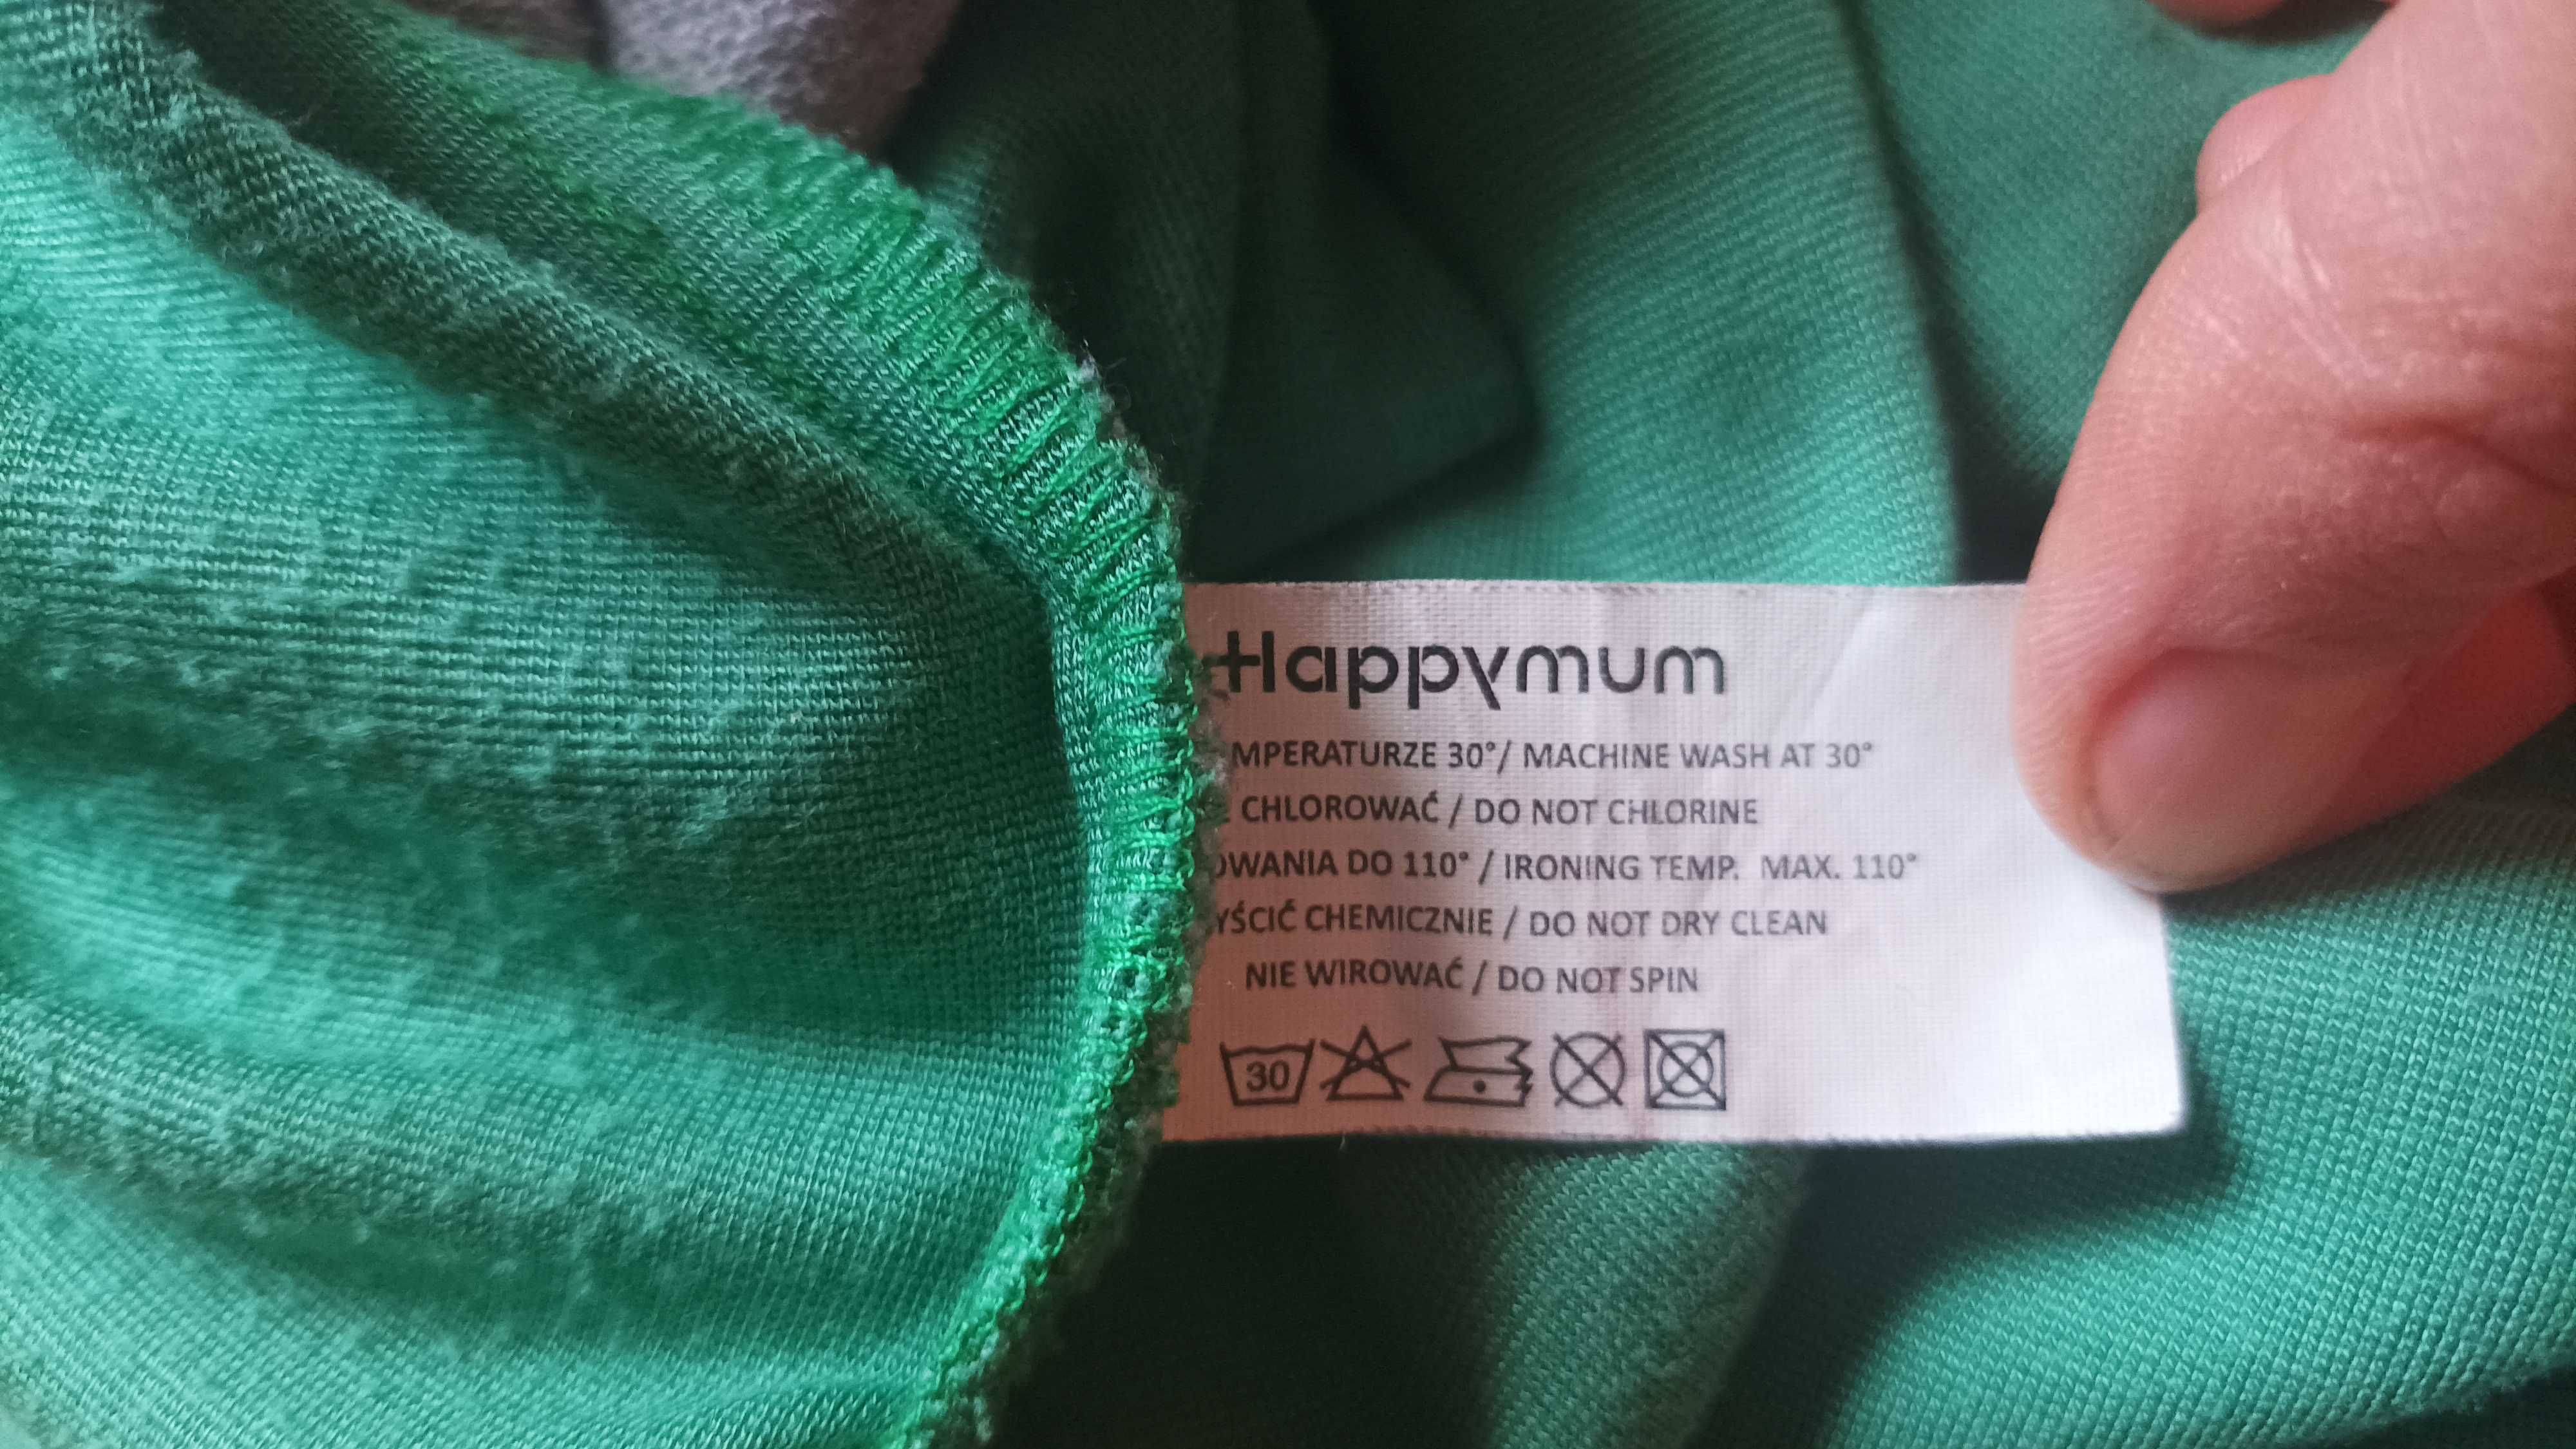 Happymum
MPERATURZE 30°/ MACHINE WASH AT 30°
CHLOROWAĆ / DO NOT CHLORINE
OWANIA DO 110° / IRONING TEMP. MAX. 110°
YŚCIĆ CHEMICZNIE / DO NOT DRY CLEAN
NIE WIROWAĆ / DO NOT SPIN
30